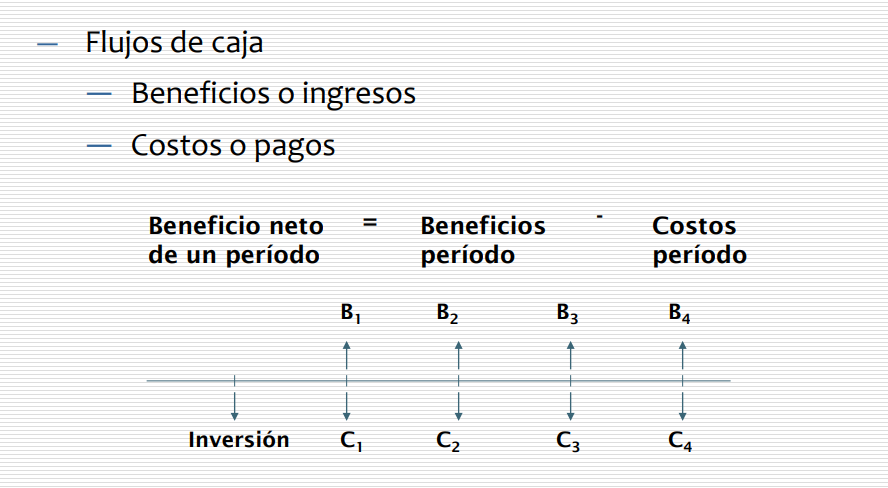 — Flujos de caja
— Beneficios o ingresos
— Costos o pagos
Beneficio neto = Beneficios - Costos
de un período período período
B₁ B₂ B₃ B₄
Inversión C₁ C₂ C₃ C₄